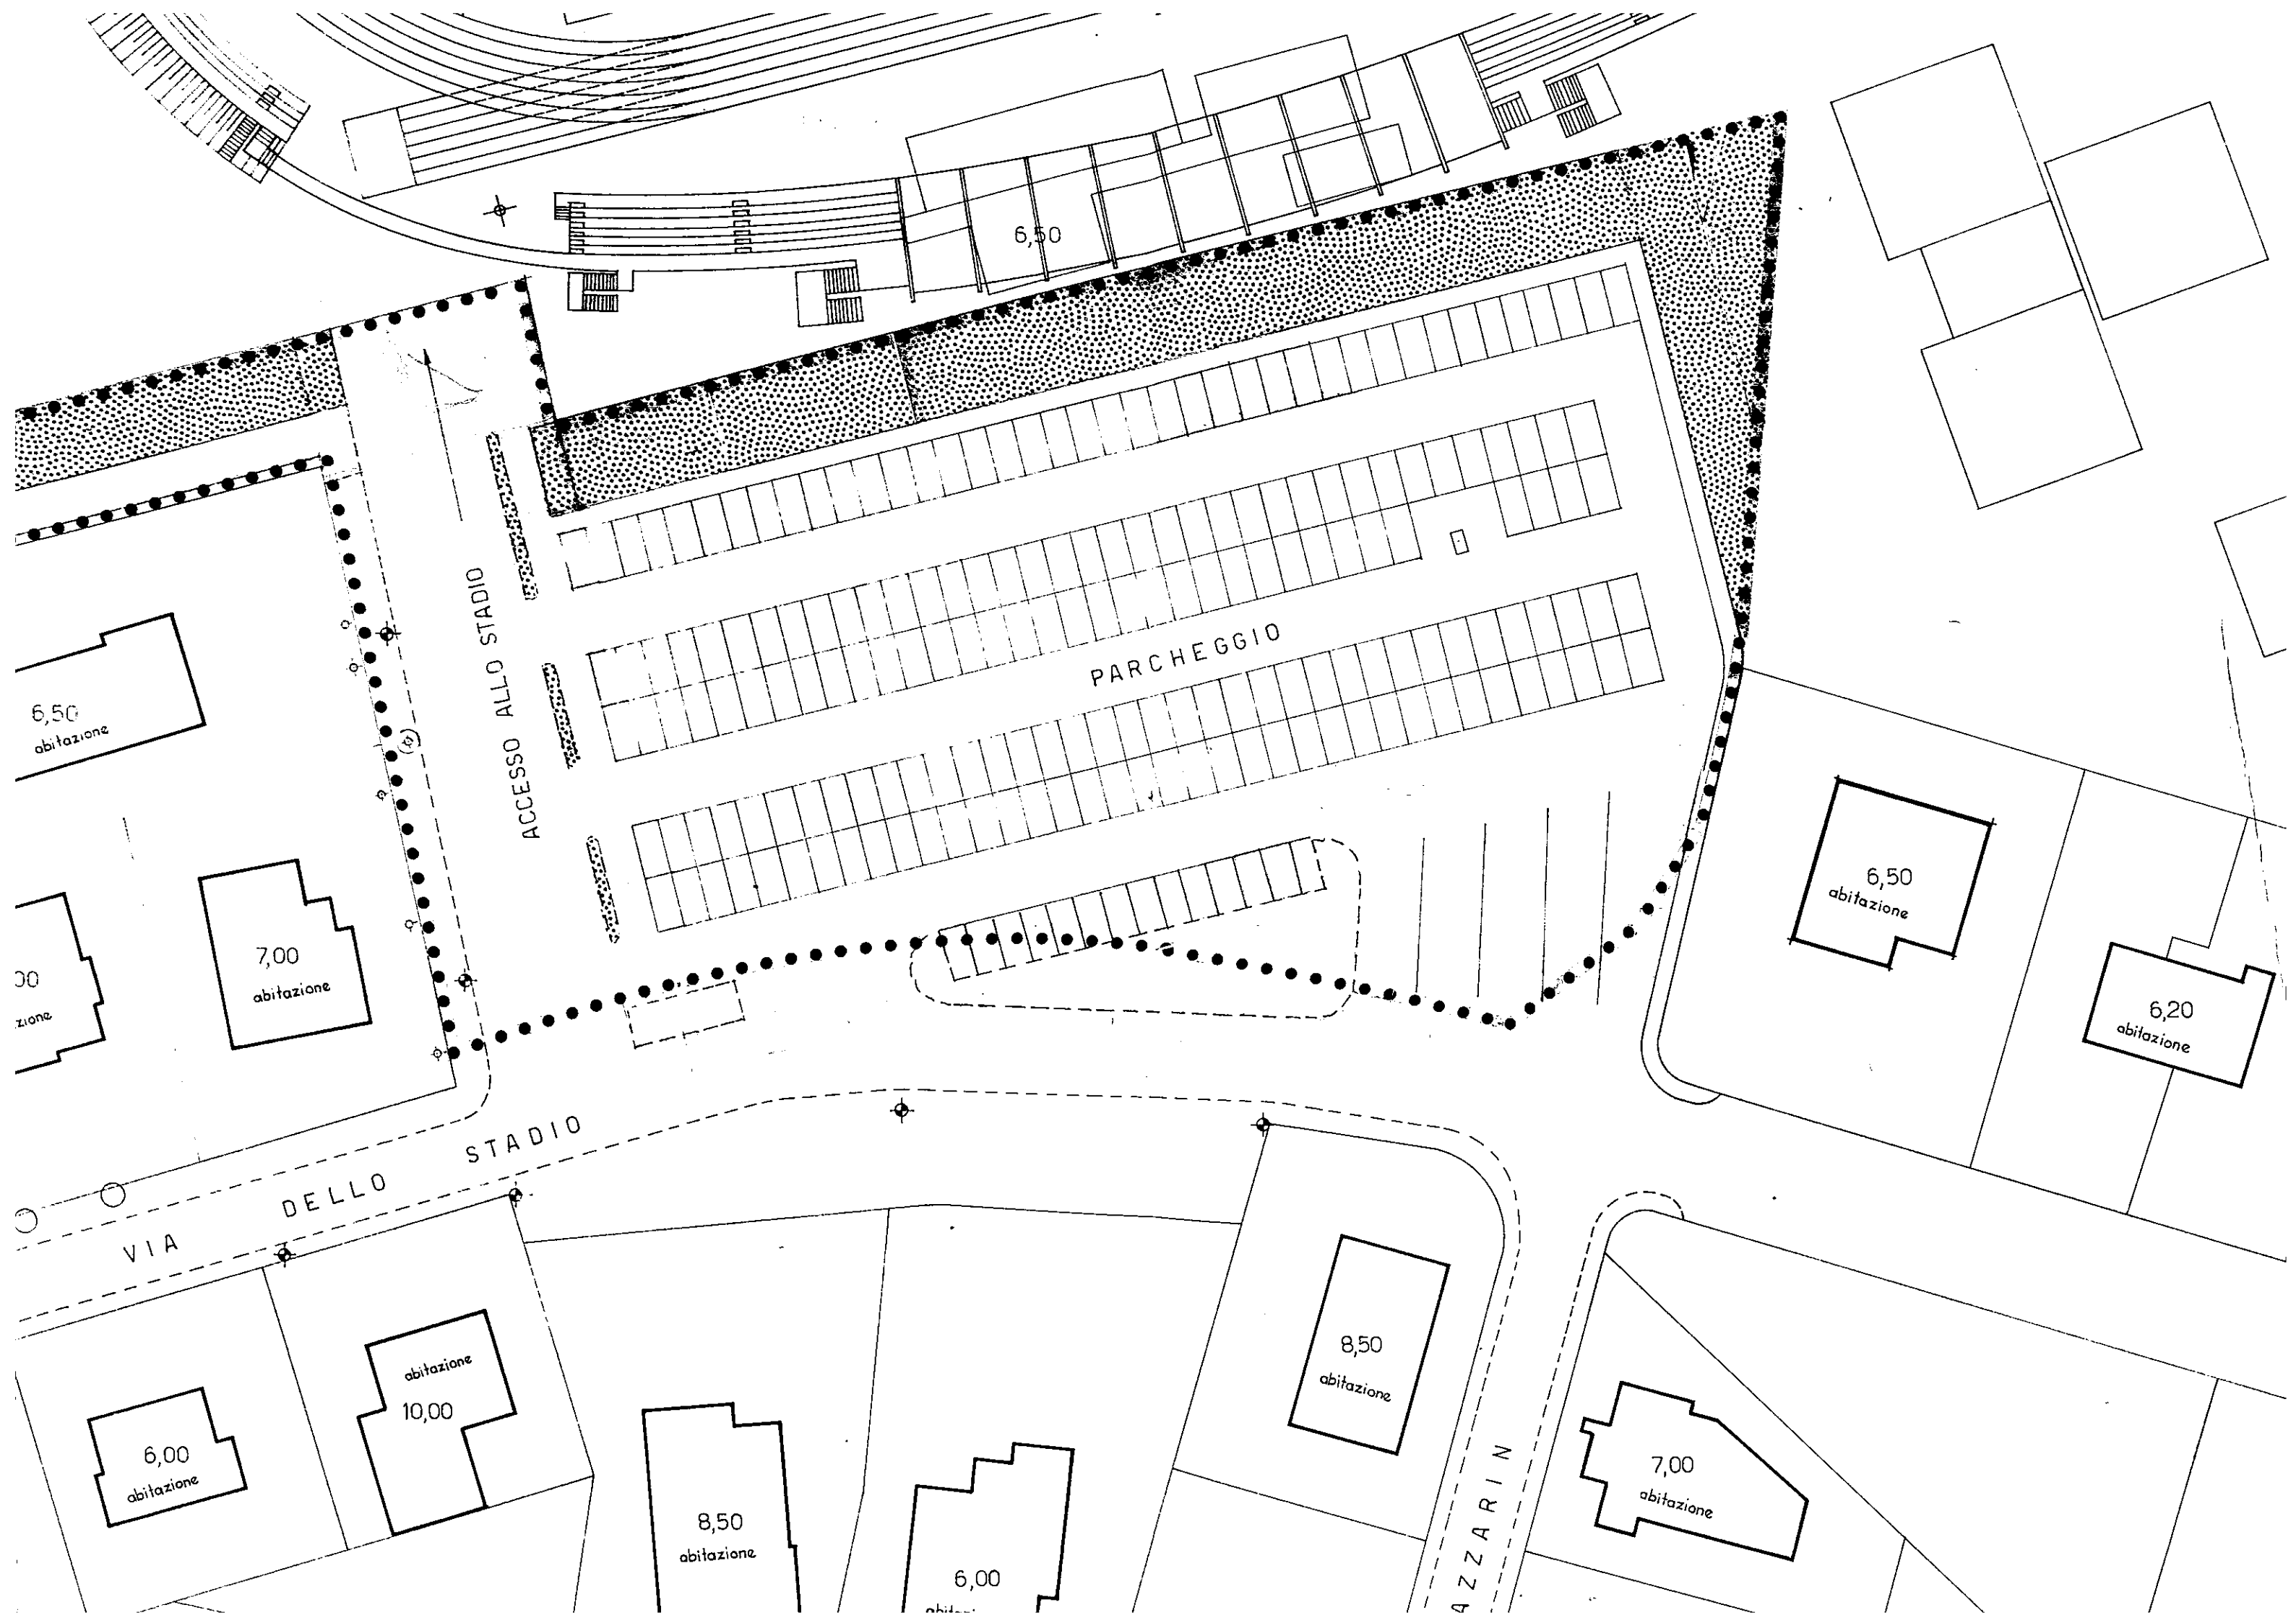 6,50
ACCESSO ALLO STADIO
PARCHEGGIO
6,50
abitazione
6,50
abitazione
7,00
abitazione
6,20
abitazione
VIA DELLO STADIO
8,50
abitazione
abitazione
10,00
6,00
abitazione
7,00
abitazione
8,50
abitazione
6,00
AZZARIN